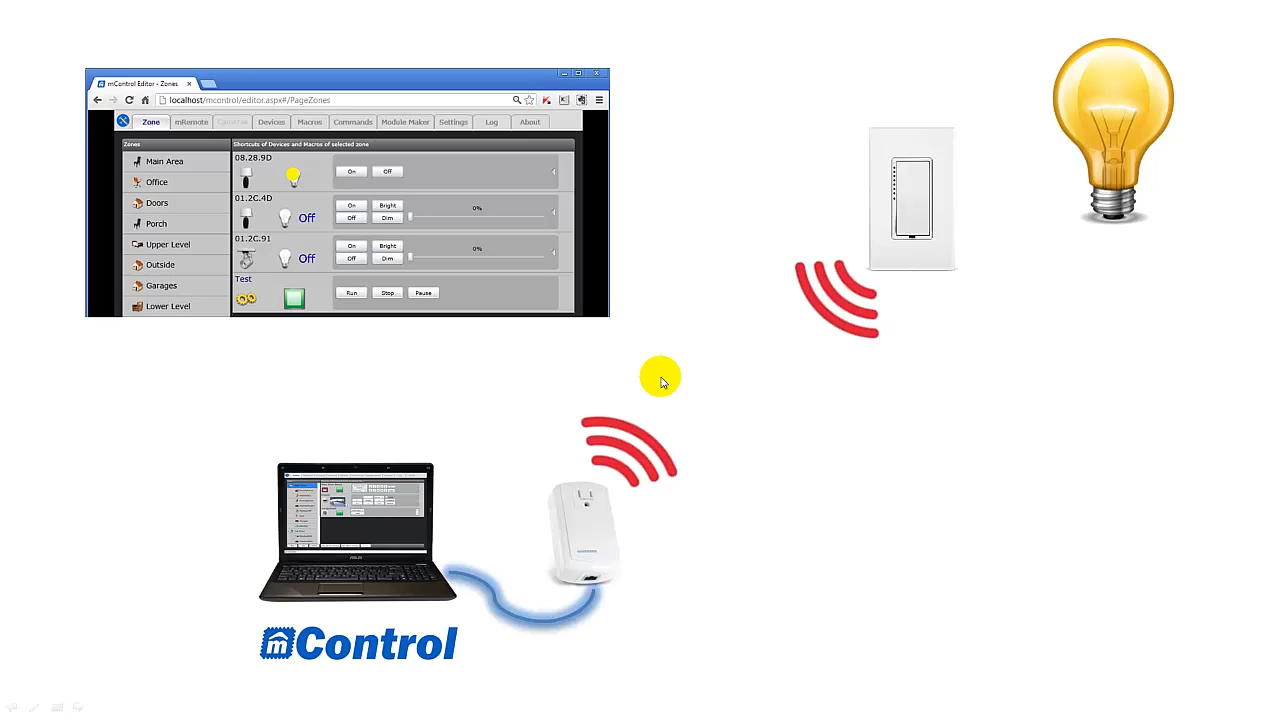 mControl Editor - Zones
localhost/mcontrol/editor.aspx#/PageZones
Zone mRemote Cameras Devices Macros Commands Module Maker Settings Log About
Zones
Shortcuts of Devices and Macros of selected zone
Main Area
Office
Doors
Porch
Upper Level
Outside
Garages
Lower Level
08.28.9D
On Off
01.2C.4D
Off
On Bright
Off Dim
0%
01.2C.91
Off
On Bright
Off Dim
0%
Test
Run Stop Pause
ASUS
mControl